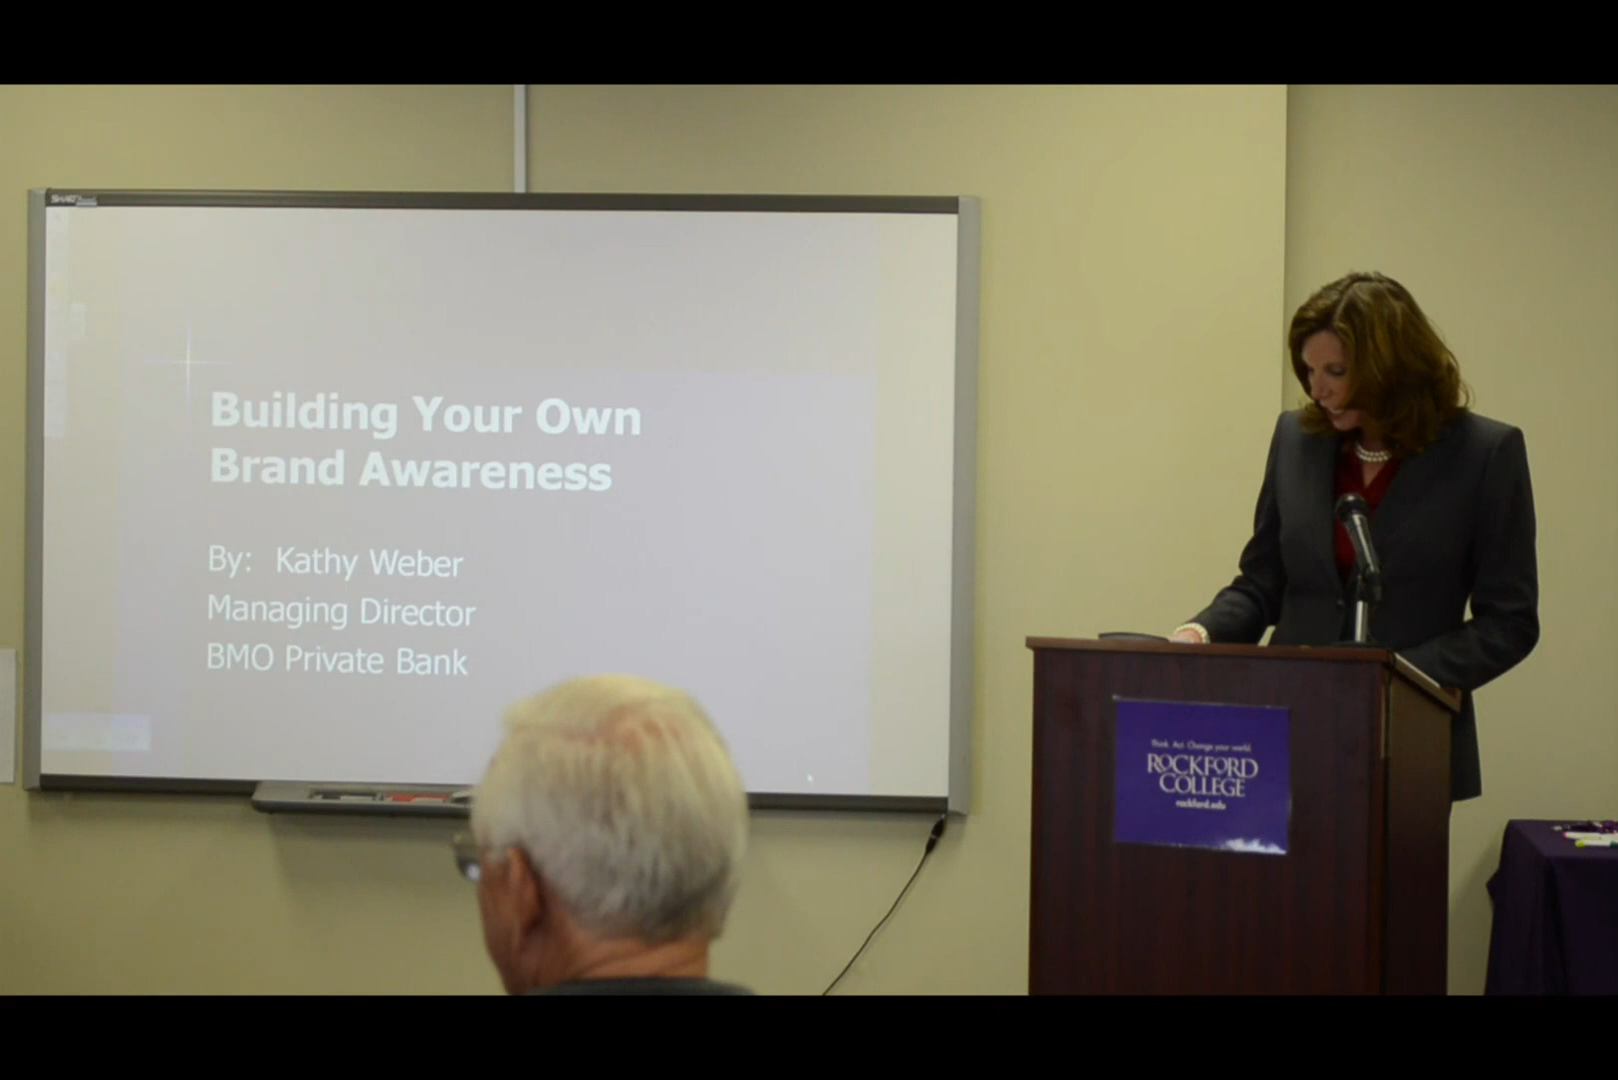 Building Your Own
Brand Awareness
By: Kathy Weber
Managing Director
BMO Private Bank
Think. Act. Change your world.
ROCKFORD
COLLEGE
rockford.edu